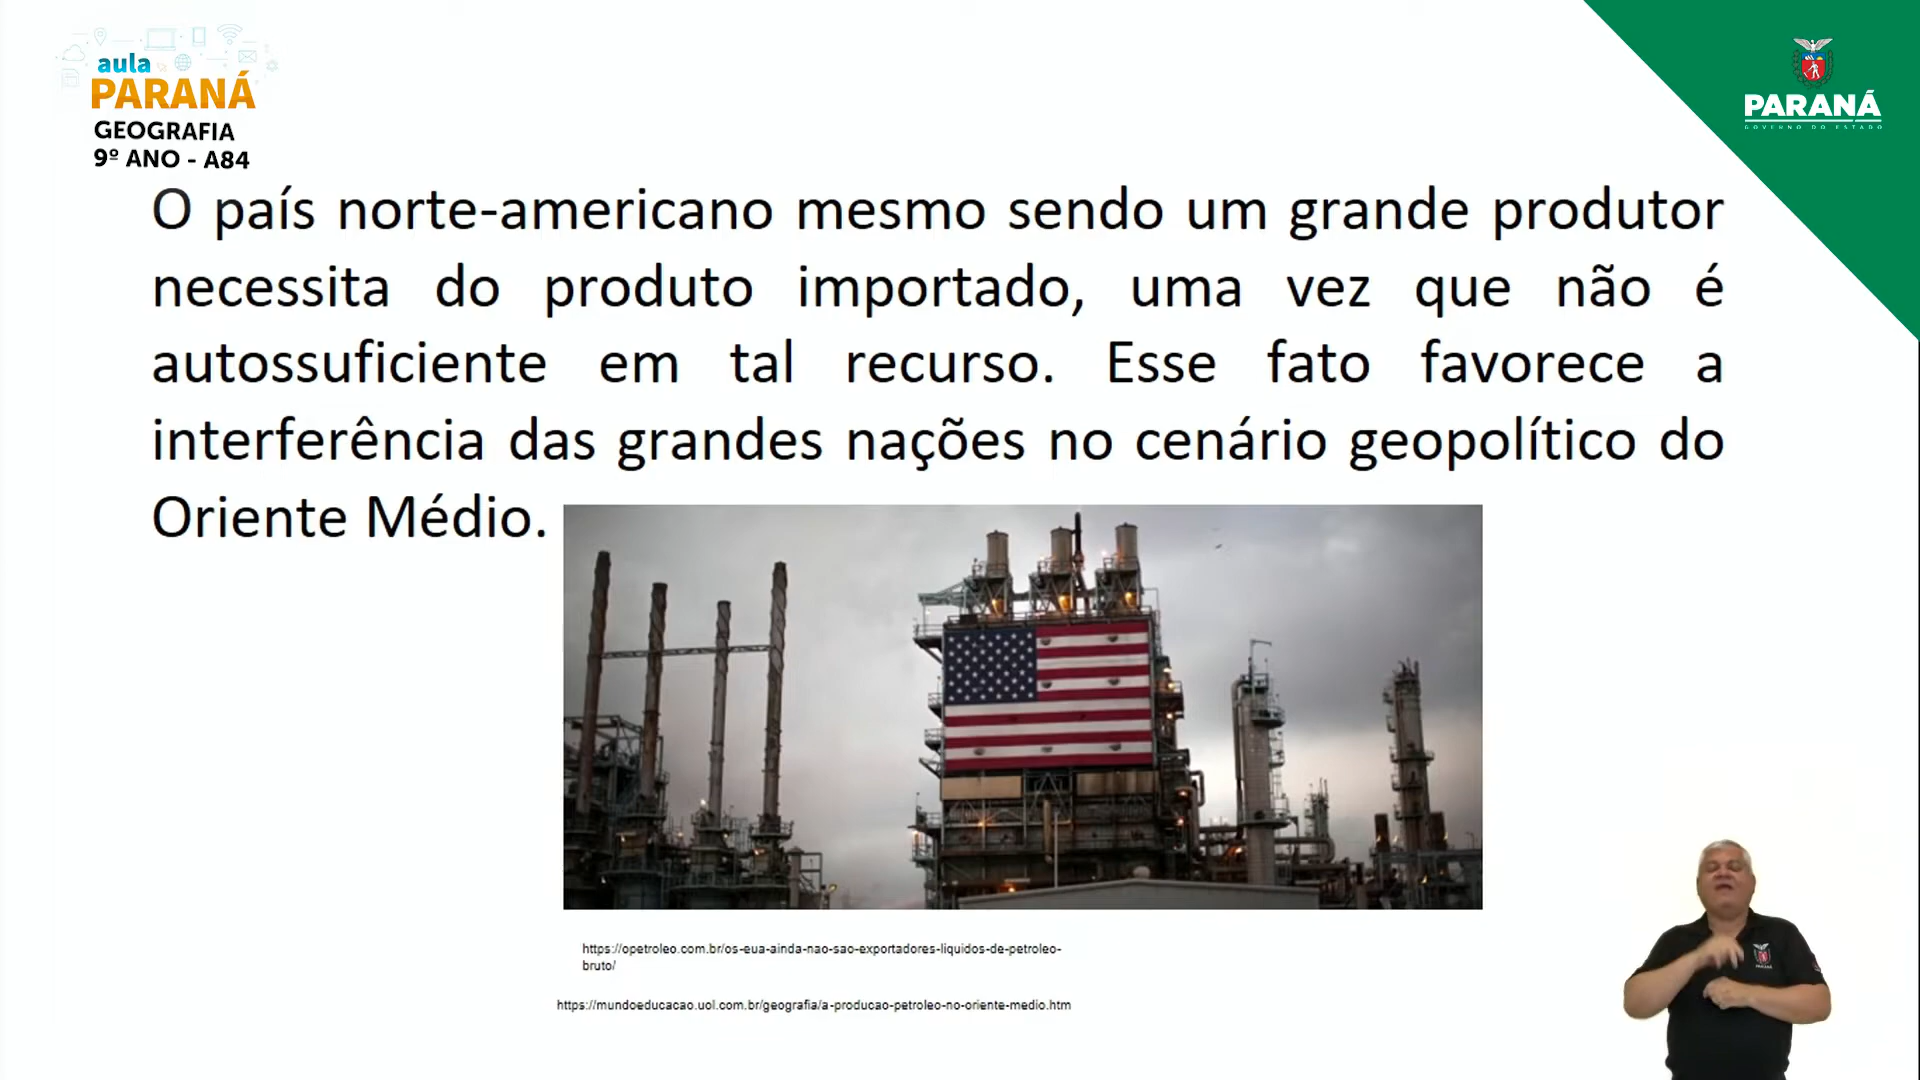 aula
PARANÁ
GEOGRAFIA
9º ANO - A84
PARANÁ
GOVERNO DO ESTADO
O país norte-americano mesmo sendo um grande produtor
necessita do produto importado, uma vez que não é
autossuficiente em tal recurso. Esse fato favorece a
interferência das grandes nações no cenário geopolítico do
Oriente Médio.
https://opetroleo.com.br/os-eua-ainda-nao-sao-exportadores-liquidos-de-petroleo-
bruto/
https://mundoeducacao.uol.com.br/geografia/a-producao-petroleo-no-oriente-medio.htm